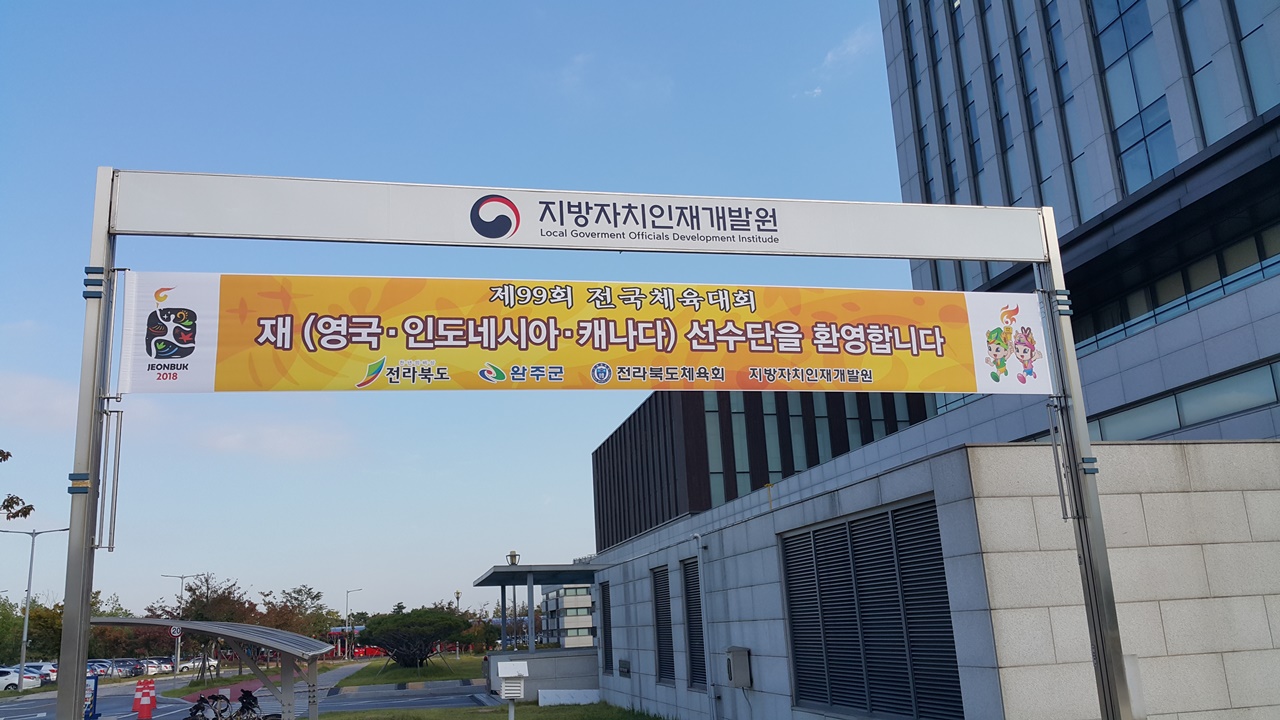 지방자치인재개발원
Local Goverment Officials Development Institude
제99회 전국체육대회
재 (영국·인도네시아·캐나다) 선수단을 환영합니다
전라북도 완주군 전라북도체육회 지방자치인재개발원
JEONBUK
2018
20